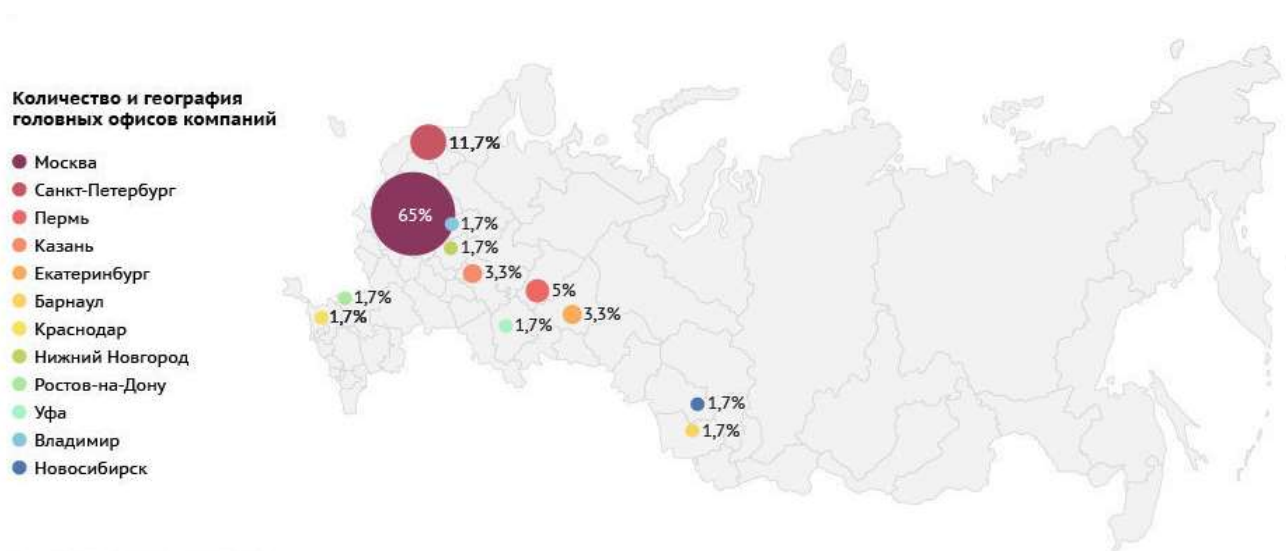 Количество и география
головных офисов компаний
Москва
Санкт-Петербург
Пермь
Казань
Екатеринбург
Барнаул
Краснодар
Нижний Новгород
Ростов-на-Дону
Уфа
Владимир
Новосибирск
11,7%
65%
1,7%
1,7%
3,3%
5%
1,7%
3,3%
1,7%
1,7%
1,7%
1,7%